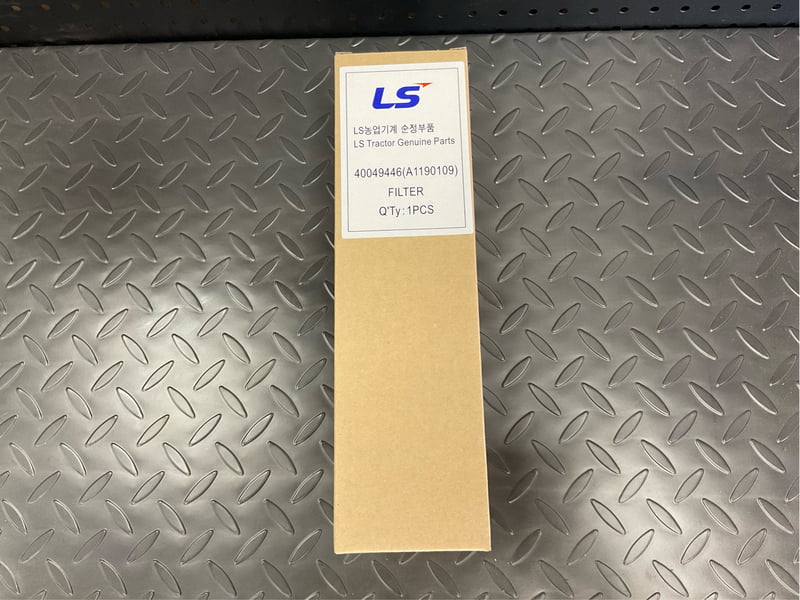 LS
LS농업기계 순정부품
LS Tractor Genuine Parts
40049446(A1190109)
FILTER
Q'Ty : 1PCS